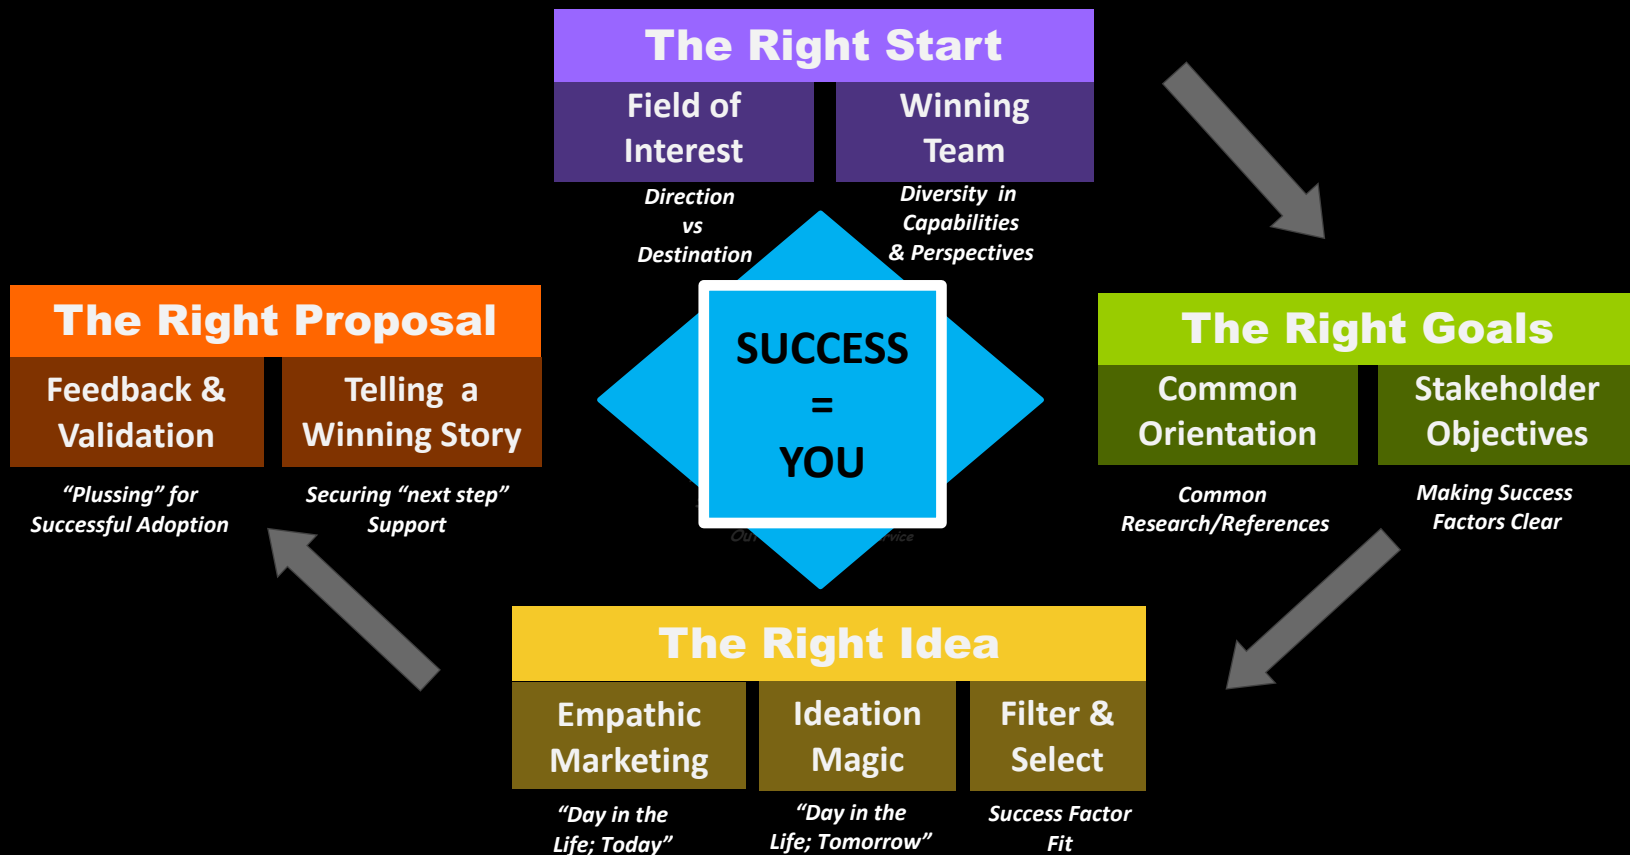 The Right Start
Field of
Interest
Winning
Team
Direction
vs
Destination
Diversity in
Capabilities
& Perspectives
The Right Proposal
Feedback &
Validation
Telling a
Winning Story
"Plussing" for
Successful Adoption
Securing "next step"
Support
SUCCESS
=
YOU
The Right Goals
Common
Orientation
Stakeholder
Objectives
Common
Research/References
Making Success
Factors Clear
The Right Idea
Empathic
Marketing
Ideation
Magic
Filter &
Select
"Day in the
Life; Today"
"Day in the
Life; Tomorrow"
Success Factor
Fit